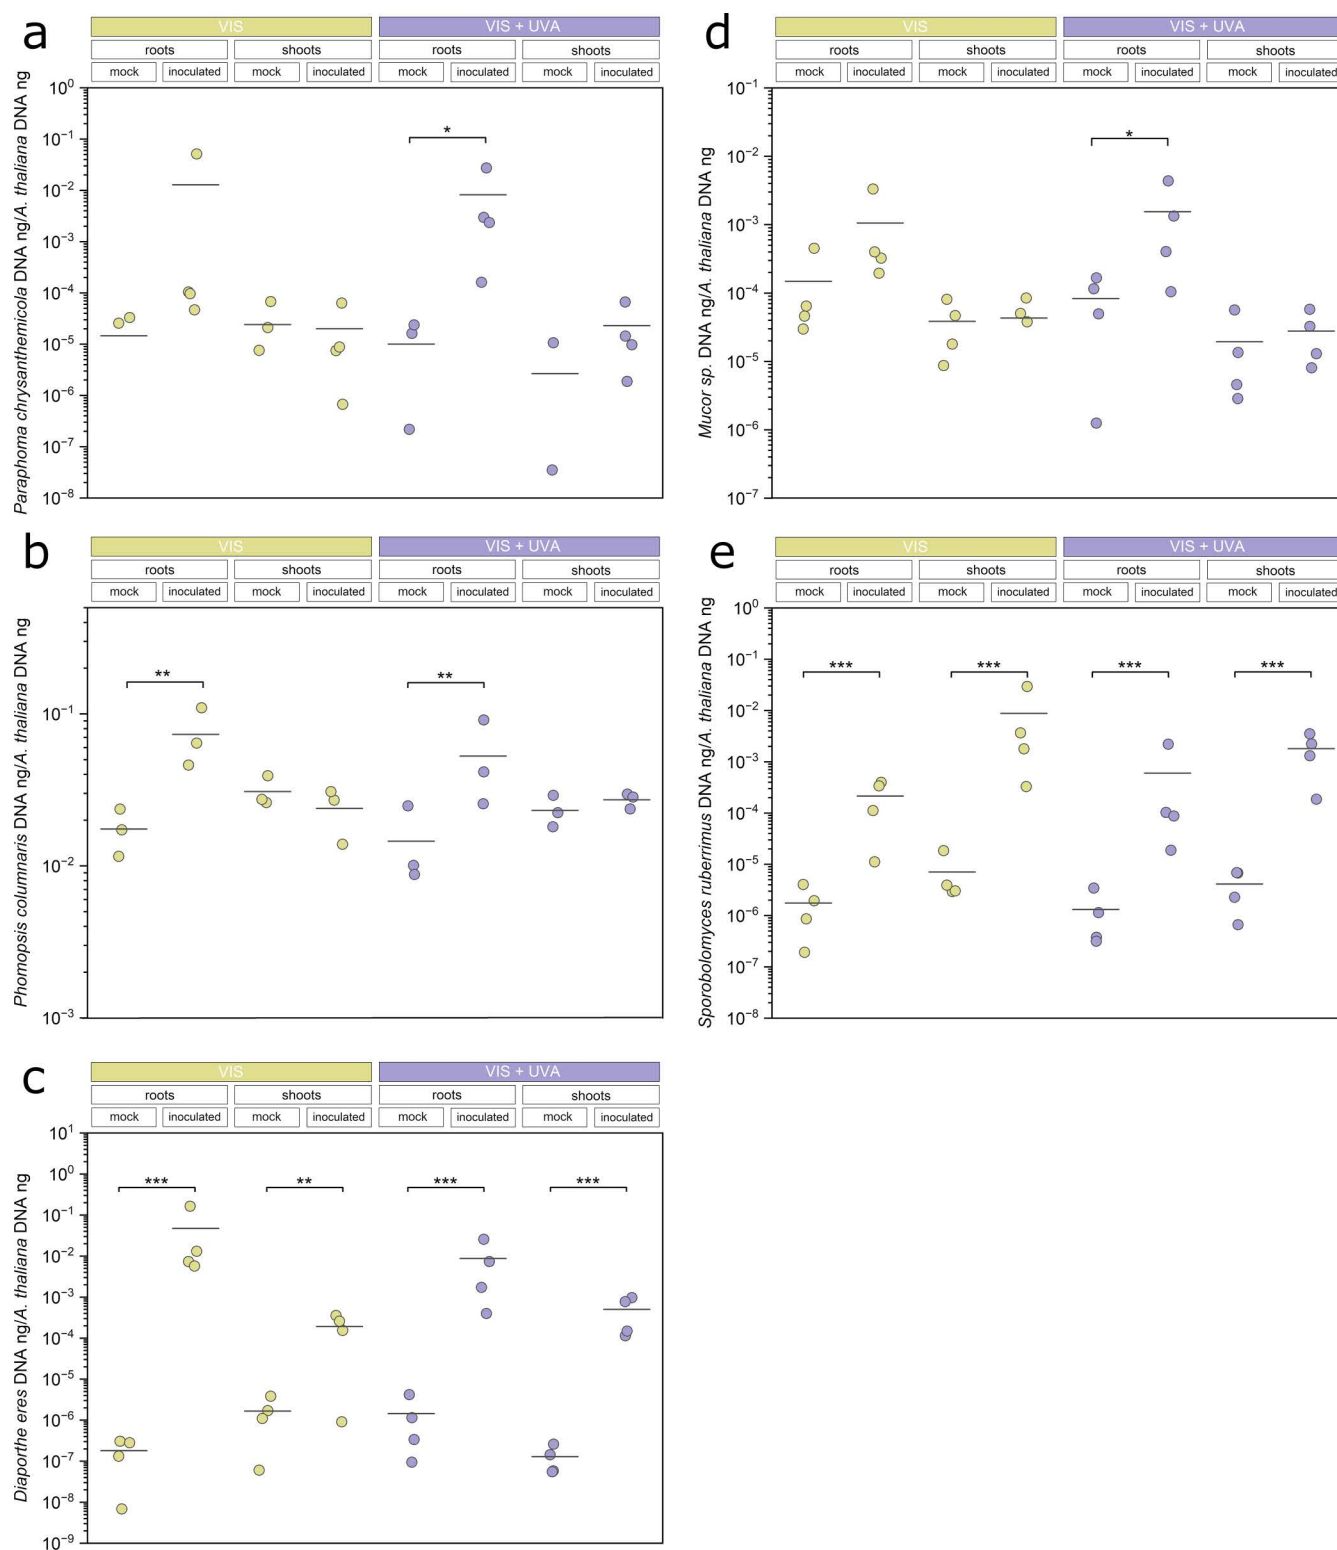 a
VIS VIS + UVA
roots shoots roots shoots
mock inoculated mock inoculated mock inoculated mock inoculated
Paraphoma chrysanthemicola DNA ng/A. thaliana DNA ng
10⁰
10⁻¹
10⁻²
10⁻³
10⁻⁴
10⁻⁵
10⁻⁶
10⁻⁷
10⁻⁸
*
d
VIS VIS + UVA
roots shoots roots shoots
mock inoculated mock inoculated mock inoculated mock inoculated
Mucor sp. DNA ng/A. thaliana DNA ng
10⁻¹
10⁻²
10⁻³
10⁻⁴
10⁻⁵
10⁻⁶
10⁻⁷
*
b
VIS VIS + UVA
roots shoots roots shoots
mock inoculated mock inoculated mock inoculated mock inoculated
Phomopsis columnaris DNA ng/A. thaliana DNA ng
10⁻¹
10⁻²
10⁻³
** **
e
VIS VIS + UVA
roots shoots roots shoots
mock inoculated mock inoculated mock inoculated mock inoculated
Sporobolomyces ruberrimus DNA ng/A. thaliana DNA ng
10⁰
10⁻¹
10⁻²
10⁻³
10⁻⁴
10⁻⁵
10⁻⁶
10⁻⁷
10⁻⁸
*** *** *** ***
c
VIS VIS + UVA
roots shoots roots shoots
mock inoculated mock inoculated mock inoculated mock inoculated
Diaporthe eres DNA ng/A. thaliana DNA ng
10¹
10⁰
10⁻¹
10⁻²
10⁻³
10⁻⁴
10⁻⁵
10⁻⁶
10⁻⁷
10⁻⁸
10⁻⁹
*** ** *** ***